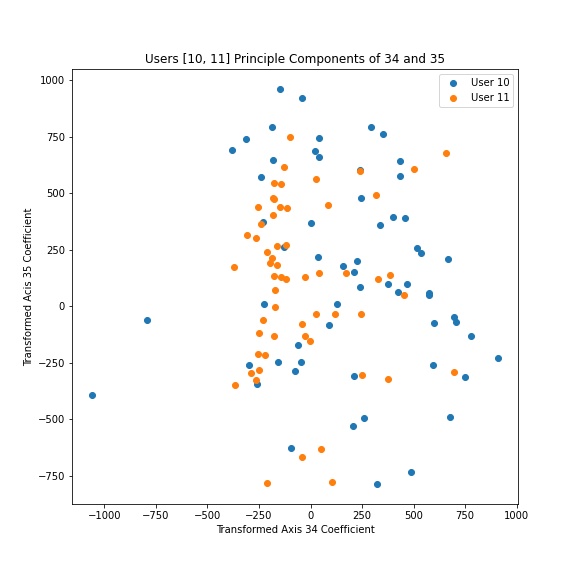 Users [10, 11] Principle Components of 34 and 35
User 10
User 11
1000
750
500
250
0
−250
−500
−750
Transformed Acis 35 Coefficient
−1000 −750 −500 −250 0 250 500 750 1000
Transformed Axis 34 Coefficient